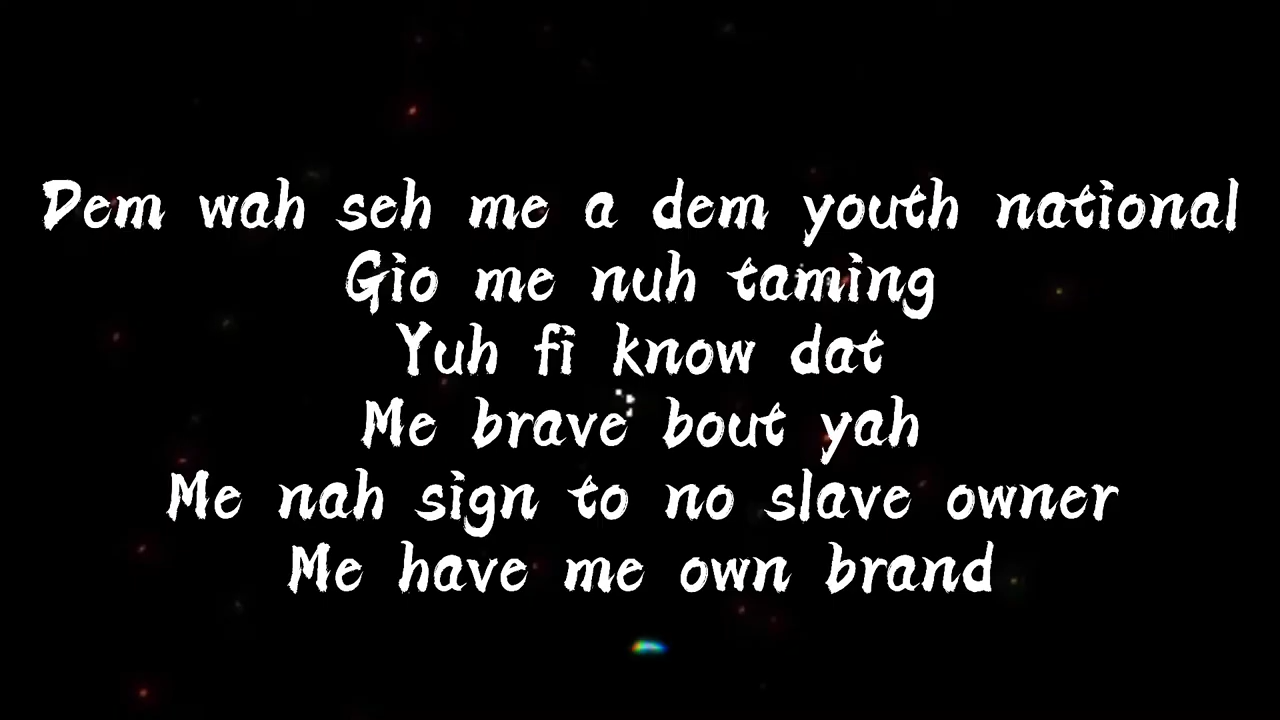 Dem wah seh me a dem youth national
Gio me nuh taming
Yuh fi know dat
Me brave bout yah
Me nah sign to no slave owner
Me have me own brand